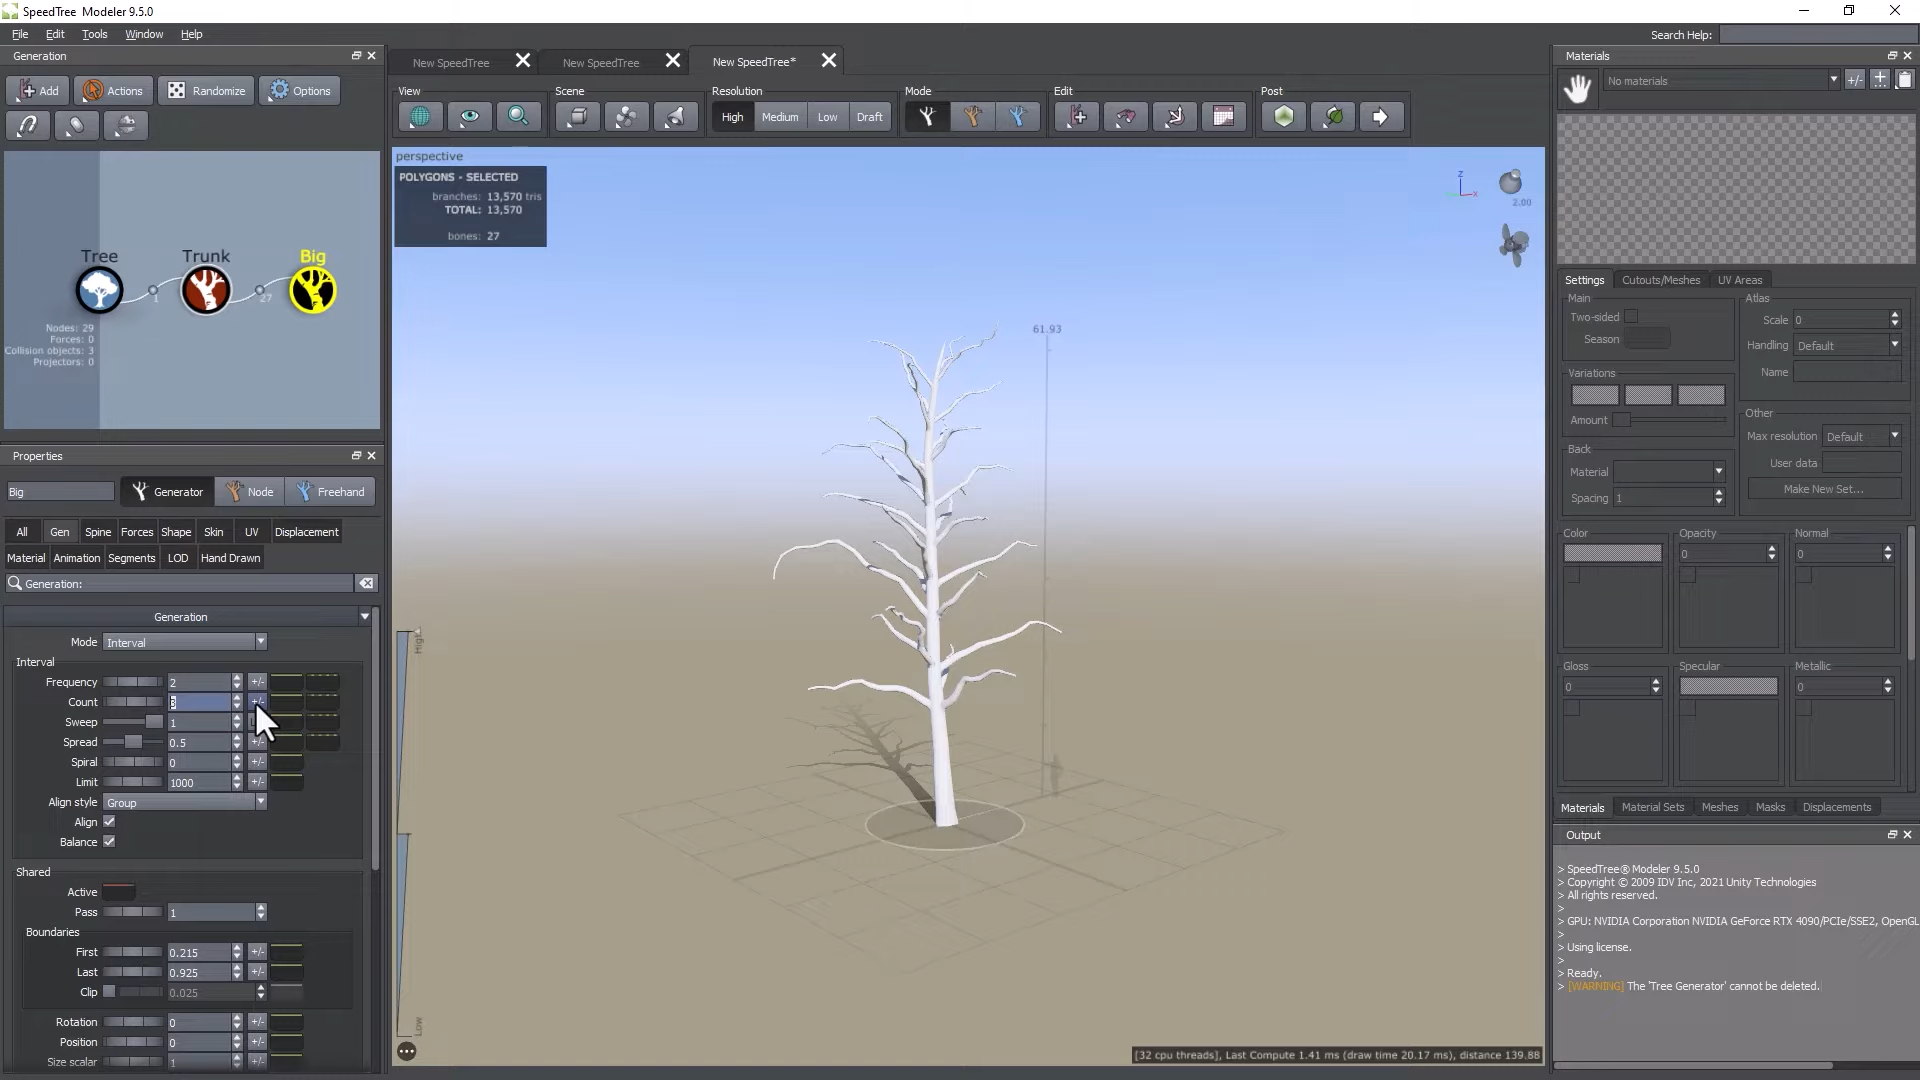 SpeedTree Modeler 9.5.0
File Edit Tools Window Help
Search Help:
Generation
Add Actions Randomize Options
Tree Trunk Big
1 27
Nodes: 29
Forces: 0
Collision objects: 3
Projectors: 0
Properties
Big Generator Node Freehand
All Gen Spine Forces Shape Skin UV Displacement
Material Animation Segments LOD Hand Drawn
Generation:
Generation
Mode Interval
Interval
Frequency 2 +/-
Count 3 +/-
Sweep 1
Spread 0.5 +/-
Spiral 0 +/-
Limit 1000 +/-
Align style Group
Align
Balance
Shared
Active
Pass 1
Boundaries
First 0.215 +/-
Last 0.925 +/-
Clip 0.025
Rotation 0 +/-
Position 0 +/-
Size scalar 1 +/-
New SpeedTree New SpeedTree New SpeedTree*
View Scene Resolution Mode Edit Post
High Medium Low Draft
perspective
POLYGONS - SELECTED
branches: 13,570 tris
TOTAL: 13,570
bones: 27
z
x
2.00
61.93
High
Low
[32 cpu threads], Last Compute 1.41 ms (draw time 20.17 ms), distance 139.88
Materials
No materials +/-
Settings Cutouts/Meshes UV Areas
Main
Two-sided
Season
Variations
Amount
Back
Material
Spacing 1
Atlas
Scale 0
Handling Default
Name
Other
Max resolution Default
User data
Make New Set...
Color Opacity Normal
0 0
Gloss Specular Metallic
0 0
Materials Material Sets Meshes Masks Displacements
Output
> SpeedTree® Modeler 9.5.0
> Copyright © 2009 IDV Inc, 2021 Unity Technologies
> All rights reserved.
>
> GPU: NVIDIA Corporation NVIDIA GeForce RTX 4090/PCIe/SSE2, OpenGL
>
> Using license.
>
> Ready.
> [WARNING] The 'Tree Generator' cannot be deleted.